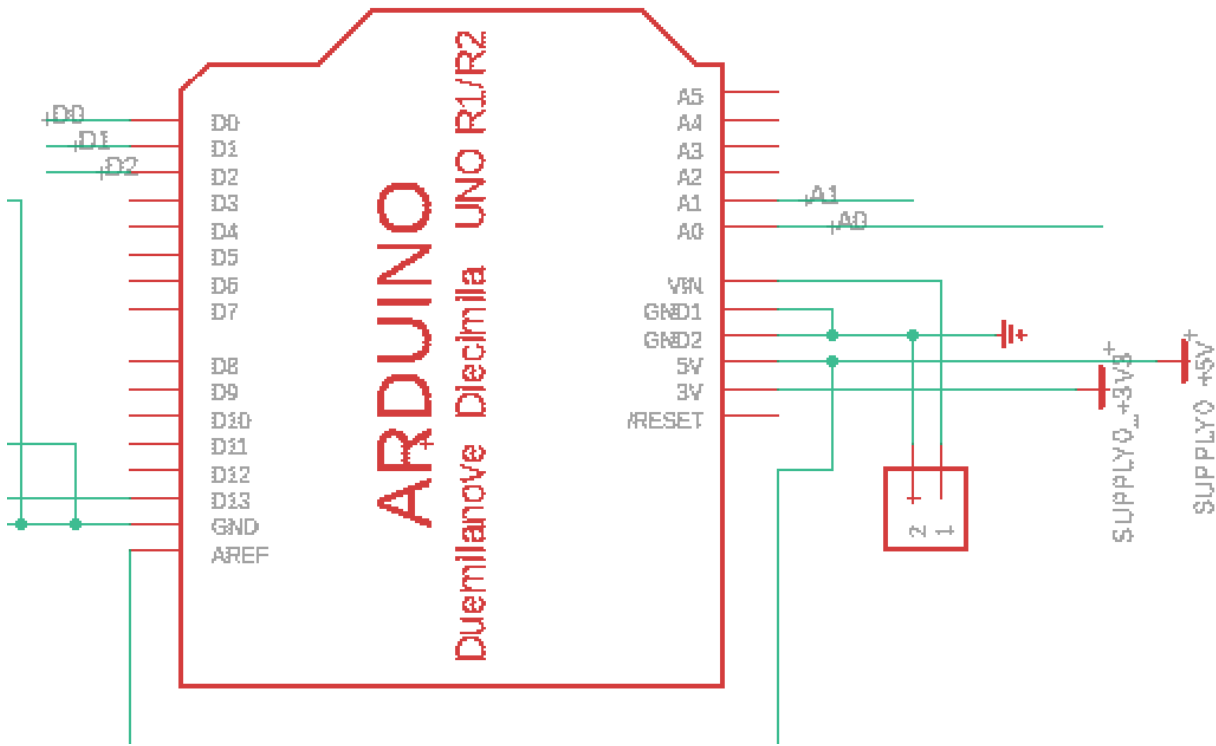 D0
D1
D2
D0
D1
D2
D3
D4
D5
D6
D7
D8
D9
D10
D11
D12
D13
GND
AREF
ARDUINO
Duemilanove Diecimila UNO R1/R2
A5
A4
A3
A2
A1
A0
VIN
GND1
GND2
5V
3V
/RESET
A1
A0
2
1
SUPPLY0_+3V3
SUPPLY0 +5V